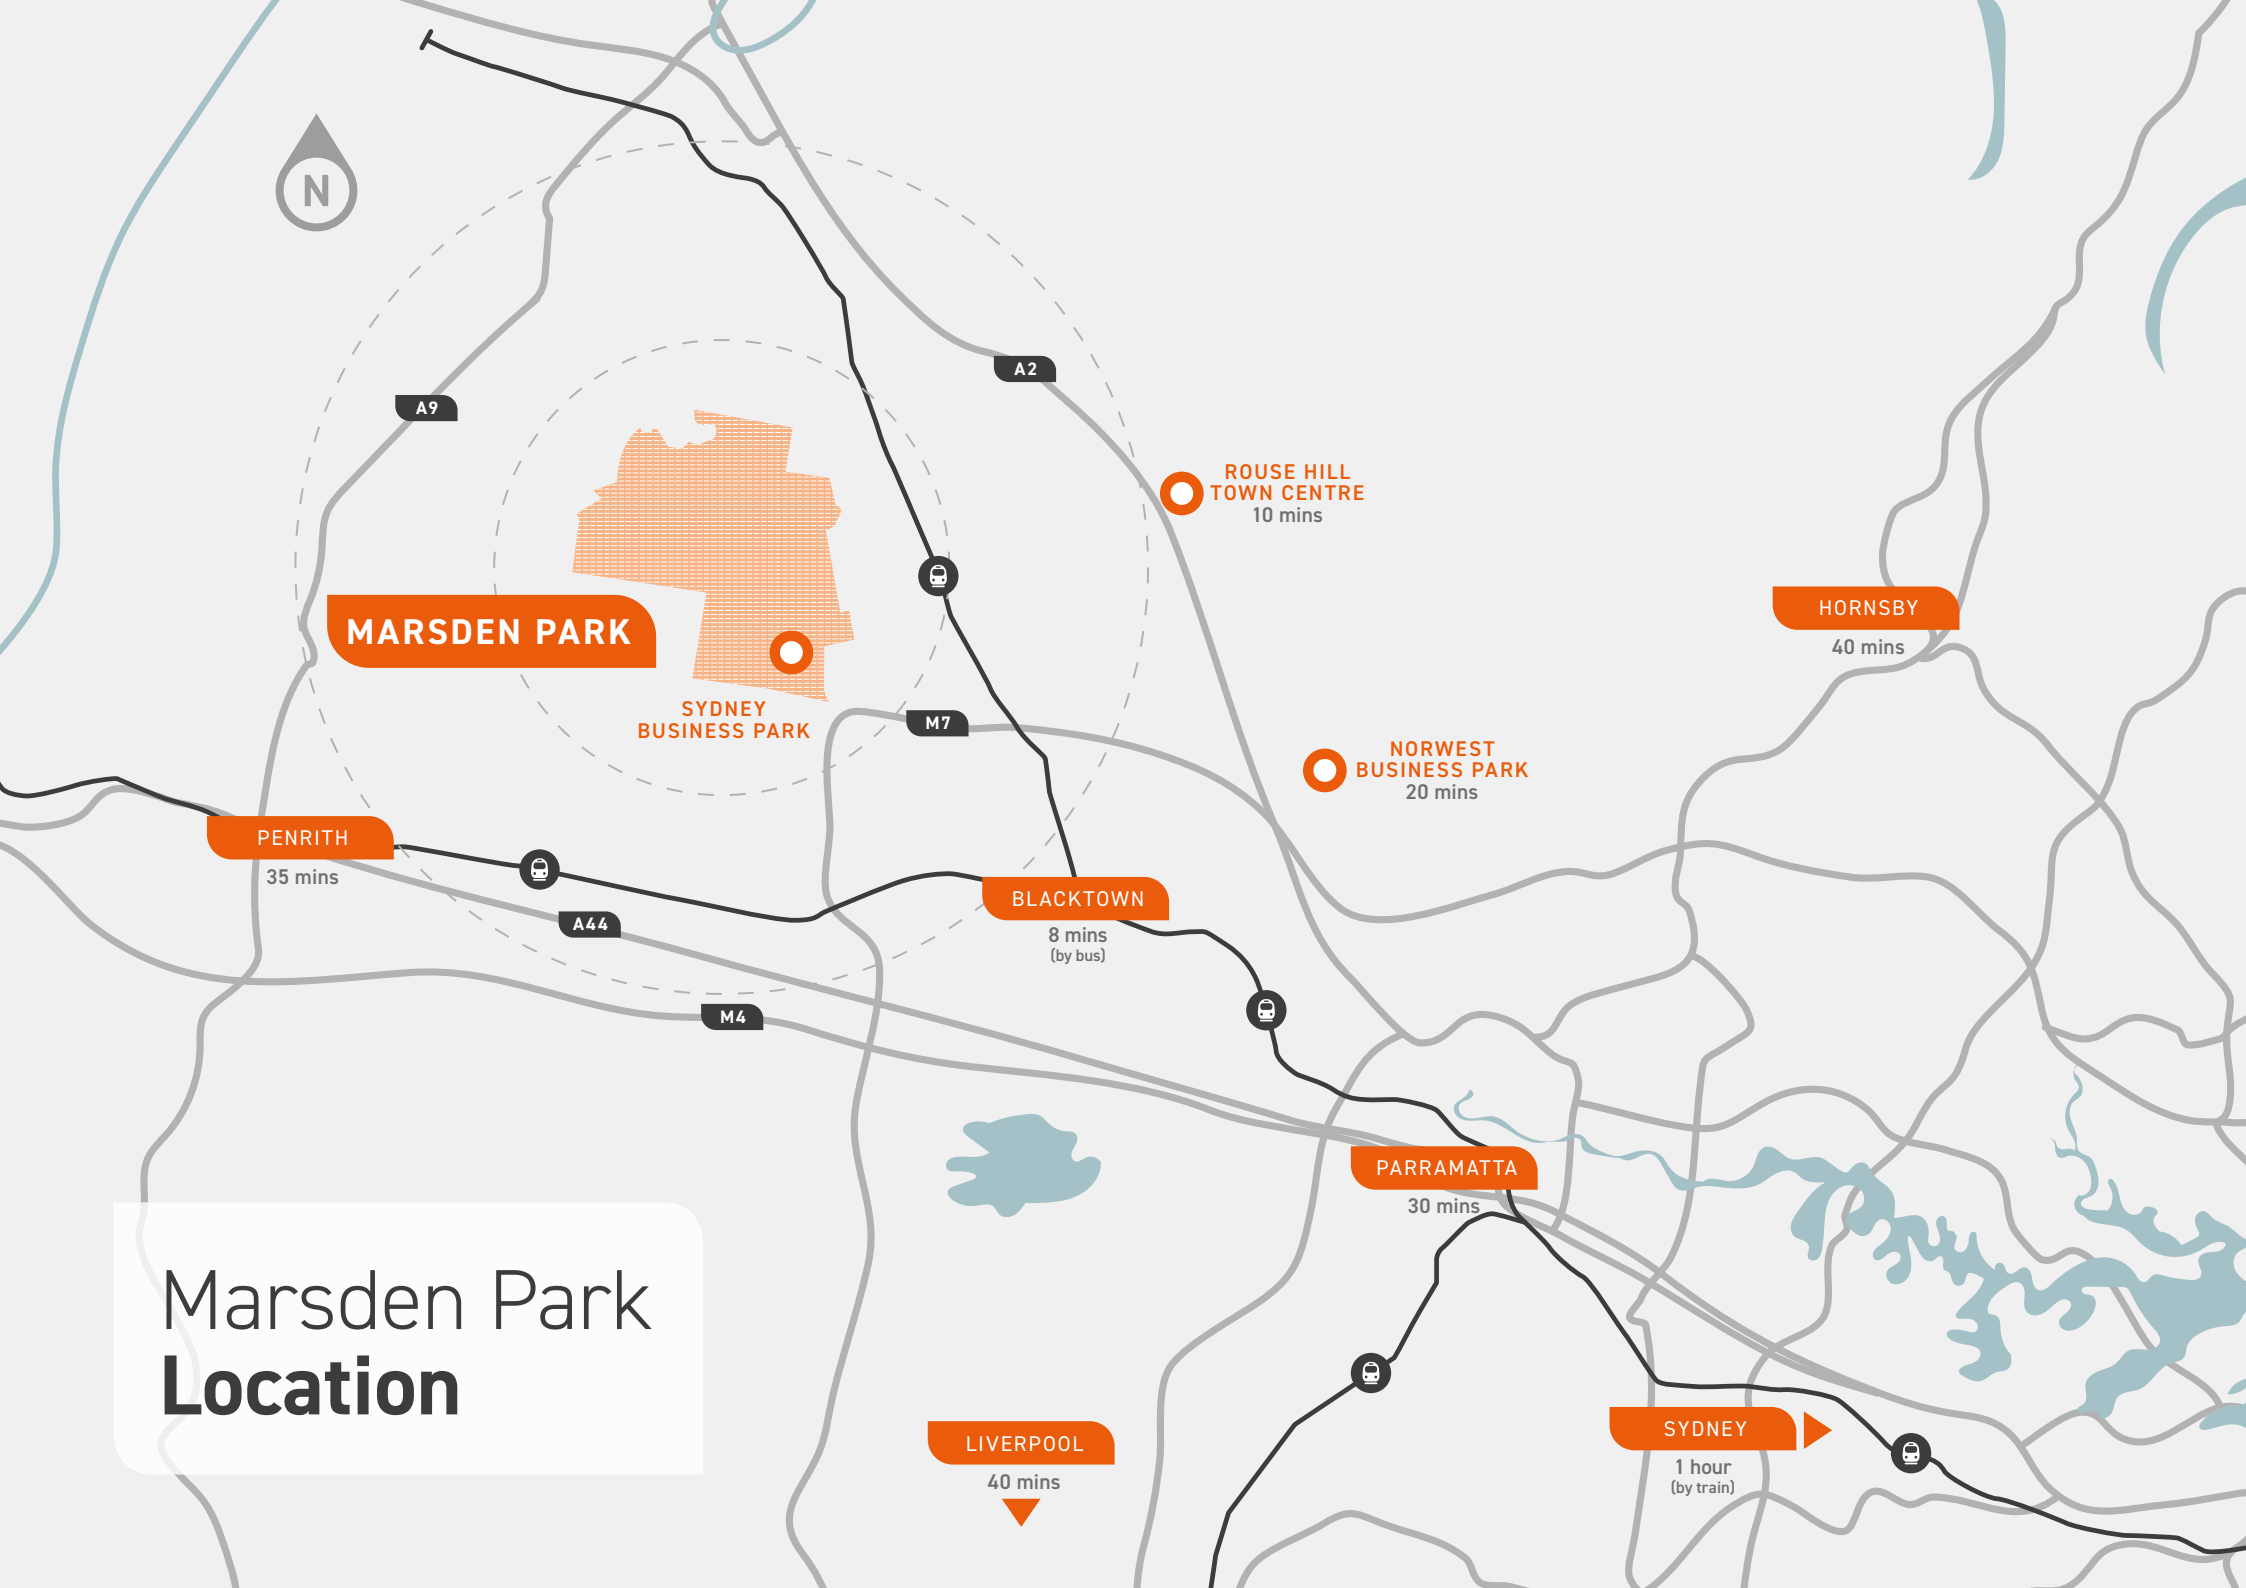 N
A2
A9
ROUSE HILL
TOWN CENTRE
10 mins
HORNSBY
40 mins
MARSDEN PARK
SYDNEY
BUSINESS PARK
M7
NORWEST
BUSINESS PARK
20 mins
PENRITH
35 mins
BLACKTOWN
8 mins
(by bus)
A44
M4
PARRAMATTA
30 mins
Marsden Park
Location
LIVERPOOL
40 mins
SYDNEY
1 hour
(by train)